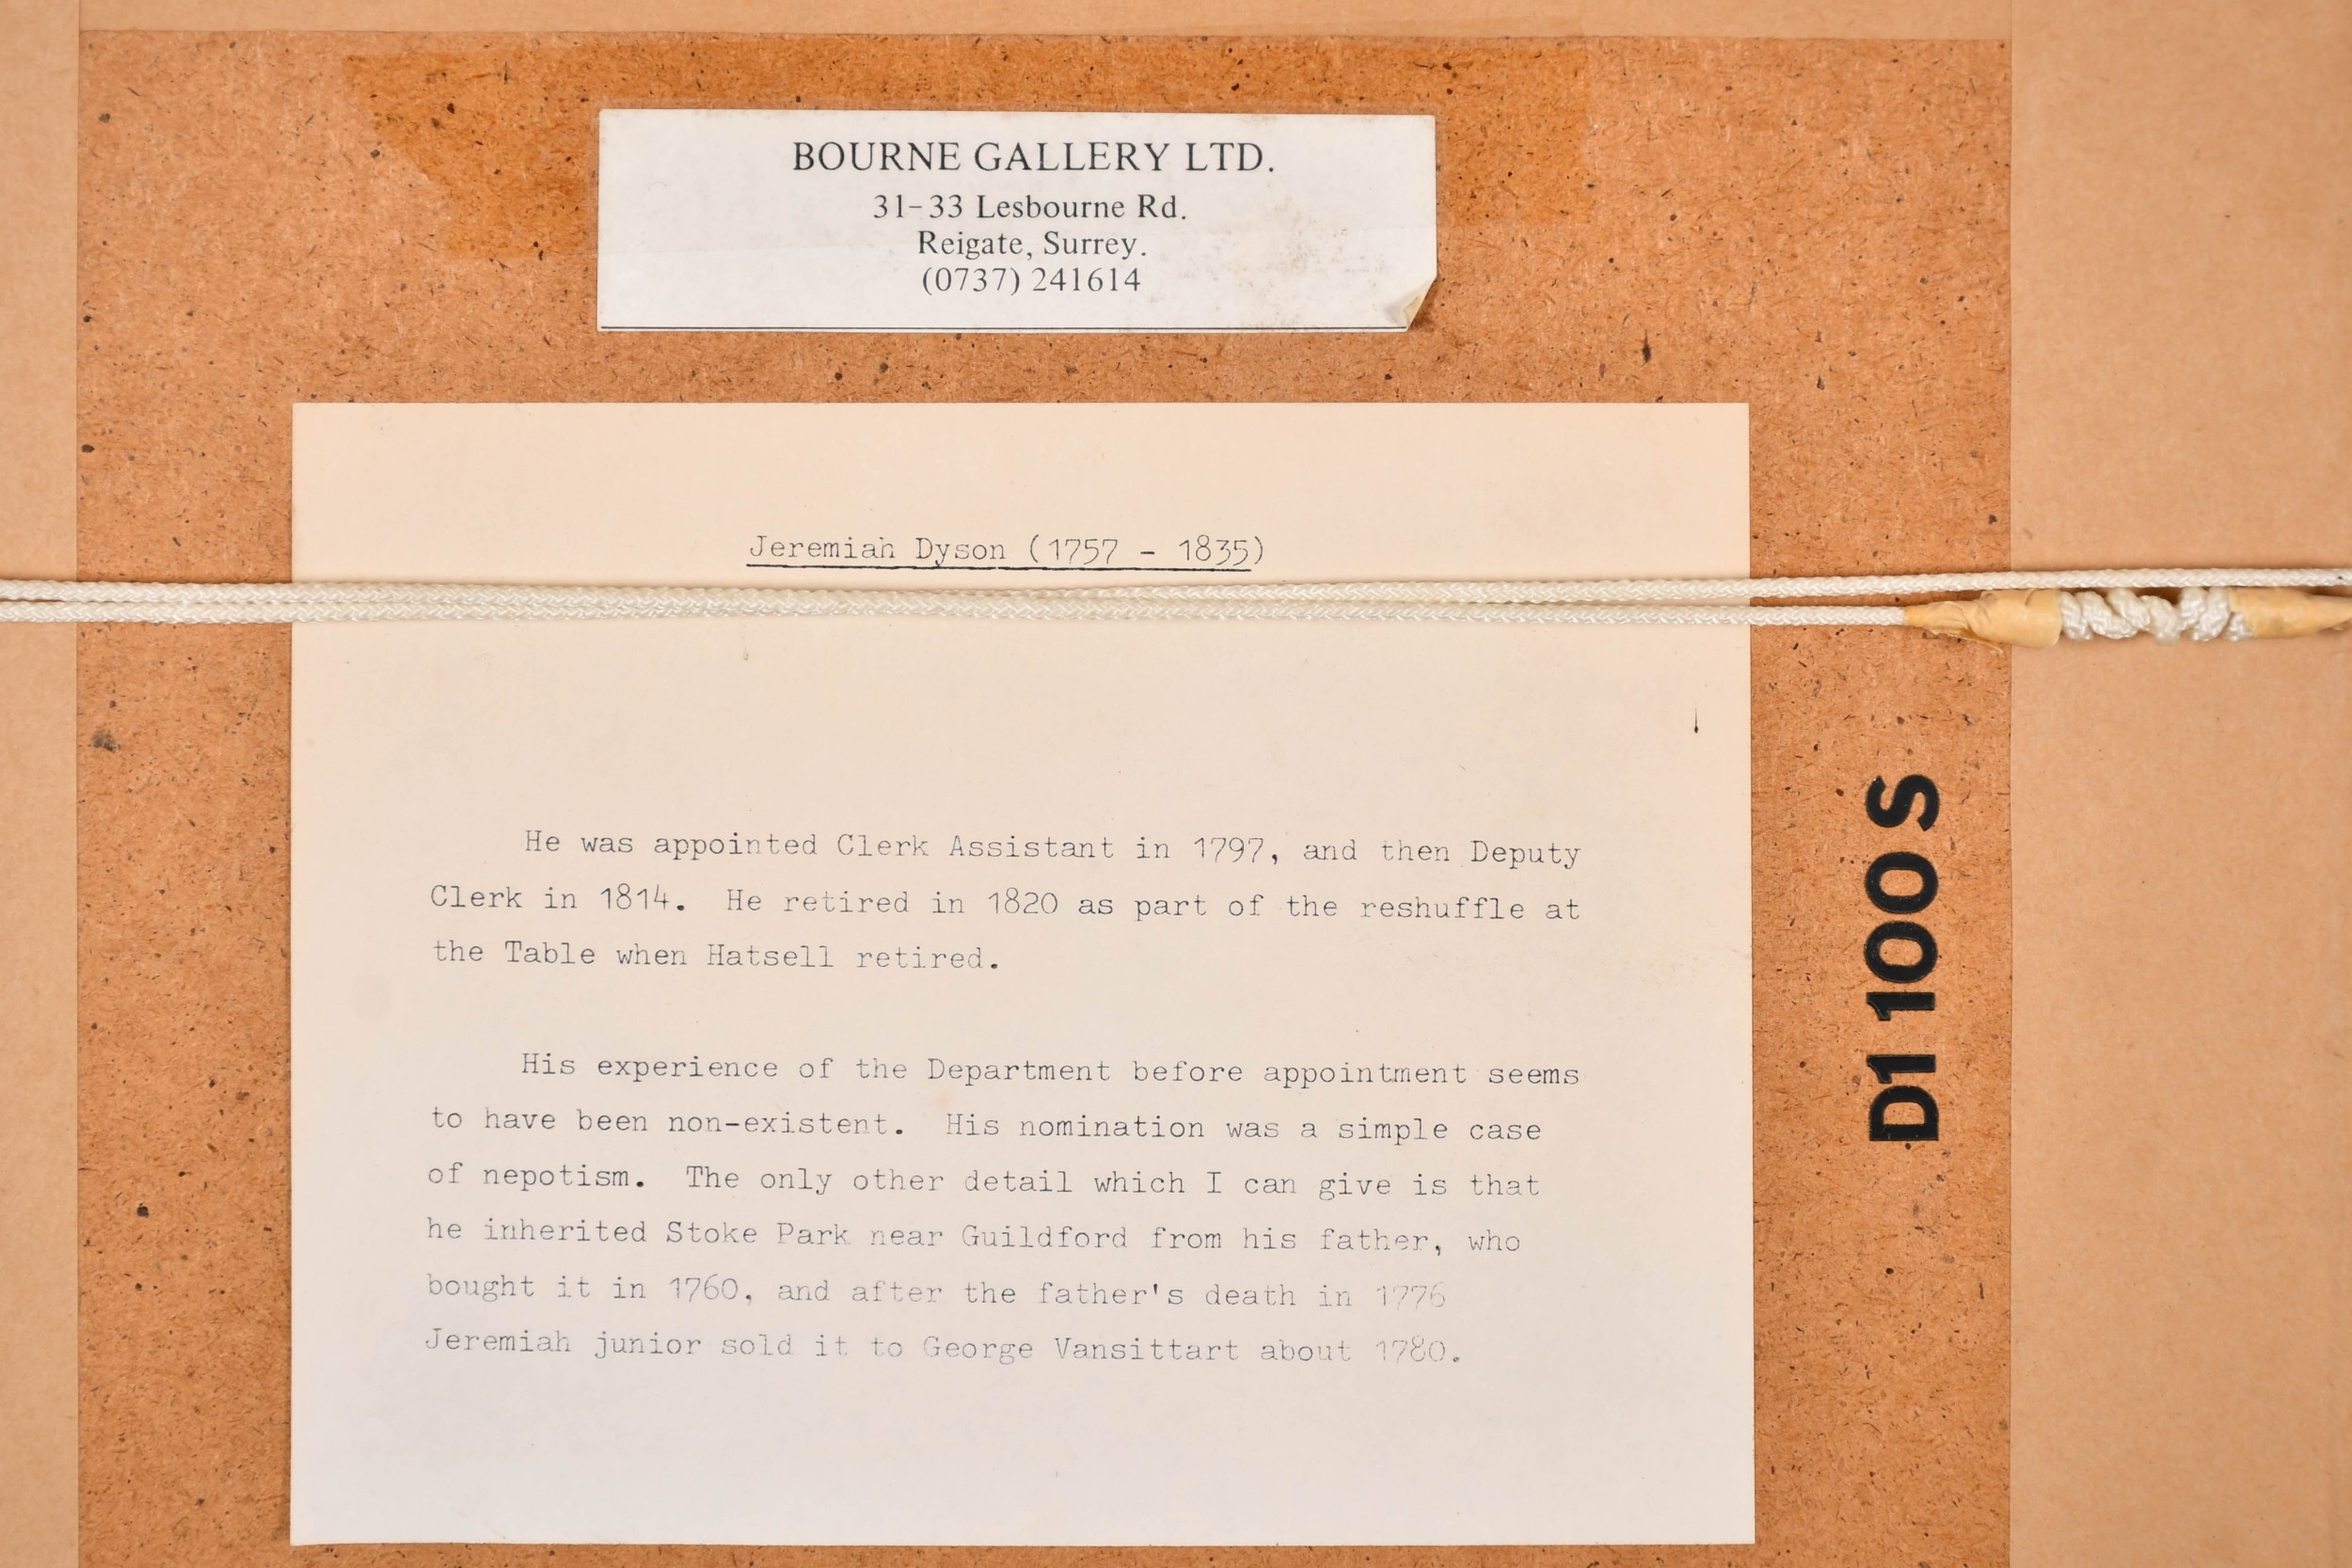 BOURNE GALLERY LTD.
31-33 Lesbourne Rd.
Reigate, Surrey.
(0737) 241614
Jeremiah Dyson (1757 - 1835)
He was appointed Clerk Assistant in 1797, and then Deputy
Clerk in 1814. He retired in 1820 as part of the reshuffle at
the Table when Hatsell retired.
His experience of the Department before appointment seems
to have been non-existent. His nomination was a simple case
of nepotism. The only other detail which I can give is that
he inherited Stoke Park near Guildford from his father, who
bought it in 1760, and after the father's death in 1776
Jeremiah junior sold it to George Vansittart about 1780.
D1 100 S